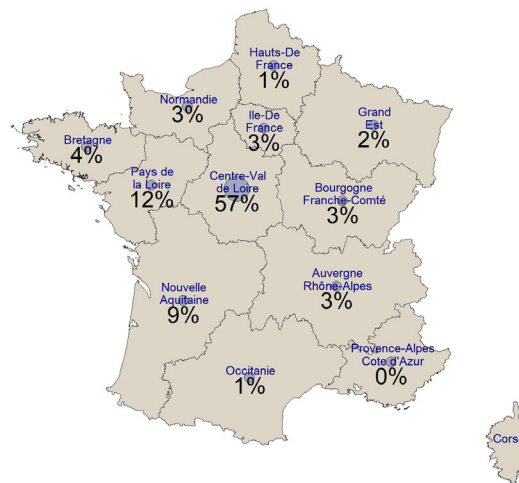 Hauts-De
France
1%
Normandie
3%
Ile-De
France
3%
Grand
Est
2%
Bretagne
4%
Pays de
la Loire
12%
Centre-Val
de Loire
57%
Bourgogne
Franche-Comté
3%
Nouvelle
Aquitaine
9%
Auvergne
Rhône-Alpes
3%
Occitanie
1%
Provence-Alpes
Cote d'Azur
0%
Cors